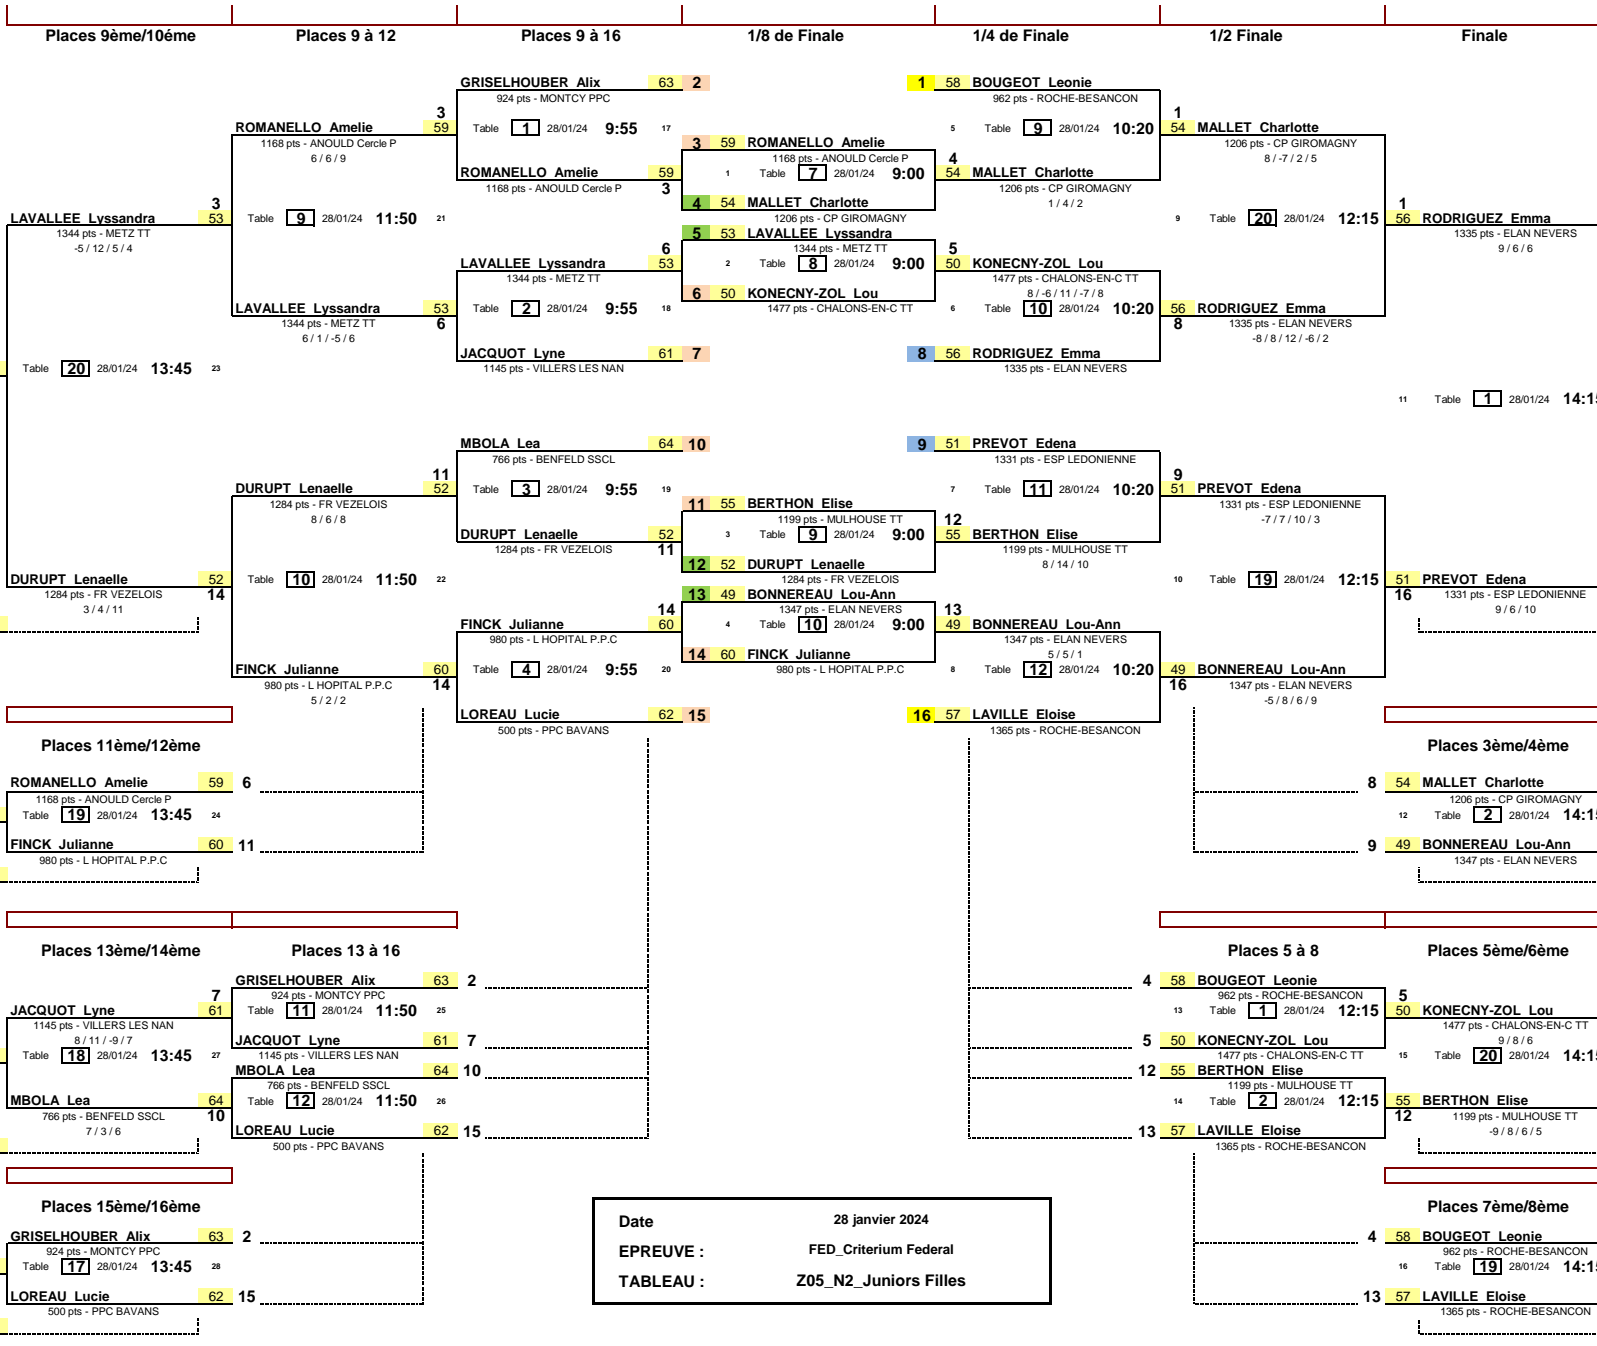 Places 9ème/10éme Places 9 à 12 Places 9 à 16 1/8 de Finale 1/4 de Finale 1/2 Finale Finale
GRISELHOUBER Alix 63 2 1 58 BOUGEOT Leonie
924 pts - MONTCY PPC 962 pts - ROCHE-BESANCON
3 1
ROMANELLO Amelie 59 Table 1 28/01/24 9:55 17 5 Table 9 28/01/24 10:20 54 MALLET Charlotte
1168 pts - ANOULD Cercle P 3 59 ROMANELLO Amelie 1206 pts - CP GIROMAGNY
6 / 6 / 9 1168 pts - ANOULD Cercle P 4 8 / -7 / 2 / 5
ROMANELLO Amelie 59 1 Table 7 28/01/24 9:00 54 MALLET Charlotte
1168 pts - ANOULD Cercle P 3 1206 pts - CP GIROMAGNY
3 4 54 MALLET Charlotte 1 / 4 / 2 1
LAVALLEE Lyssandra 53 Table 9 28/01/24 11:50 21 1206 pts - CP GIROMAGNY 9 Table 20 28/01/24 12:15 56 RODRIGUEZ Emma
1344 pts - METZ TT 5 53 LAVALLEE Lyssandra 1335 pts - ELAN NEVERS
-5 / 12 / 5 / 4 6 1344 pts - METZ TT 5 9 / 6 / 6
LAVALLEE Lyssandra 53 2 Table 8 28/01/24 9:00 50 KONECNY-ZOL Lou
1344 pts - METZ TT 1477 pts - CHALONS-EN-C TT
6 50 KONECNY-ZOL Lou 8 / -6 / 11 / -7 / 8
LAVALLEE Lyssandra 53 Table 2 28/01/24 9:55 18 1477 pts - CHALONS-EN-C TT 6 Table 10 28/01/24 10:20 56 RODRIGUEZ Emma
1344 pts - METZ TT 6 8 1335 pts - ELAN NEVERS
6 / 1 / -5 / 6 -8 / 8 / 12 / -6 / 2
JACQUOT Lyne 61 7 8 56 RODRIGUEZ Emma
Table 20 28/01/24 13:45 23 1145 pts - VILLERS LES NAN 1335 pts - ELAN NEVERS
11 Table 1 28/01/24 14:15
MBOLA Lea 64 10 9 51 PREVOT Edena
766 pts - BENFELD SSCL 1331 pts - ESP LEDONIENNE
11 9
DURUPT Lenaelle 52 Table 3 28/01/24 9:55 19 7 Table 11 28/01/24 10:20 51 PREVOT Edena
1284 pts - FR VEZELOIS 11 55 BERTHON Elise 1331 pts - ESP LEDONIENNE
8 / 6 / 8 1199 pts - MULHOUSE TT 12 -7 / 7 / 10 / 3
DURUPT Lenaelle 52 3 Table 9 28/01/24 9:00 55 BERTHON Elise
1284 pts - FR VEZELOIS 11 1199 pts - MULHOUSE TT
12 52 DURUPT Lenaelle 8 / 14 / 10
DURUPT Lenaelle 52 Table 10 28/01/24 11:50 22 1284 pts - FR VEZELOIS 10 Table 19 28/01/24 12:15 51 PREVOT Edena
1284 pts - FR VEZELOIS 14 13 49 BONNEREAU Lou-Ann 16 1331 pts - ESP LEDONIENNE
3 / 4 / 11 14 1347 pts - ELAN NEVERS 13 9 / 6 / 10
FINCK Julianne 60 4 Table 10 28/01/24 9:00 49 BONNEREAU Lou-Ann
980 pts - L HOPITAL P.P.C 1347 pts - ELAN NEVERS
14 60 FINCK Julianne 5 / 5 / 1
FINCK Julianne 60 Table 4 28/01/24 9:55 20 980 pts - L HOPITAL P.P.C 8 Table 12 28/01/24 10:20 49 BONNEREAU Lou-Ann
980 pts - L HOPITAL P.P.C 14 16 1347 pts - ELAN NEVERS
5 / 2 / 2 -5 / 8 / 6 / 9
LOREAU Lucie 62 15 16 57 LAVILLE Eloise
500 pts - PPC BAVANS 1365 pts - ROCHE-BESANCON
Places 11ème/12ème Places 3ème/4ème
ROMANELLO Amelie 59 6 8 54 MALLET Charlotte
1168 pts - ANOULD Cercle P 1206 pts - CP GIROMAGNY
Table 19 28/01/24 13:45 24 12 Table 2 28/01/24 14:15
FINCK Julianne 60 11 9 49 BONNEREAU Lou-Ann
980 pts - L HOPITAL P.P.C 1347 pts - ELAN NEVERS
Places 13ème/14ème Places 13 à 16 Places 5 à 8 Places 5ème/6ème
GRISELHOUBER Alix 63 2 4 58 BOUGEOT Leonie
7 924 pts - MONTCY PPC 962 pts - ROCHE-BESANCON 5
JACQUOT Lyne 61 Table 11 28/01/24 11:50 25 13 Table 1 28/01/24 12:15 50 KONECNY-ZOL Lou
1145 pts - VILLERS LES NAN 1477 pts - CHALONS-EN-C TT
8 / 11 / -9 / 7 JACQUOT Lyne 61 7 5 50 KONECNY-ZOL Lou 9 / 8 / 6
Table 18 28/01/24 13:45 27 1145 pts - VILLERS LES NAN 1477 pts - CHALONS-EN-C TT 15 Table 20 28/01/24 14:15
MBOLA Lea 64 10 12 55 BERTHON Elise
766 pts - BENFELD SSCL 1199 pts - MULHOUSE TT
MBOLA Lea 64 Table 12 28/01/24 11:50 26 14 Table 2 28/01/24 12:15 55 BERTHON Elise
766 pts - BENFELD SSCL 10 12 1199 pts - MULHOUSE TT
7 / 3 / 6 LOREAU Lucie 62 15 13 57 LAVILLE Eloise -9 / 8 / 6 / 5
500 pts - PPC BAVANS 1365 pts - ROCHE-BESANCON
Places 15ème/16ème Places 7ème/8ème
GRISELHOUBER Alix 63 2 4 58 BOUGEOT Leonie
924 pts - MONTCY PPC 962 pts - ROCHE-BESANCON
Table 17 28/01/24 13:45 28 16 Table 19 28/01/24 14:15
LOREAU Lucie 62 15 13 57 LAVILLE Eloise
500 pts - PPC BAVANS 1365 pts - ROCHE-BESANCON
Date 28 janvier 2024
EPREUVE : FED_Criterium Federal
TABLEAU : Z05_N2_Juniors Filles